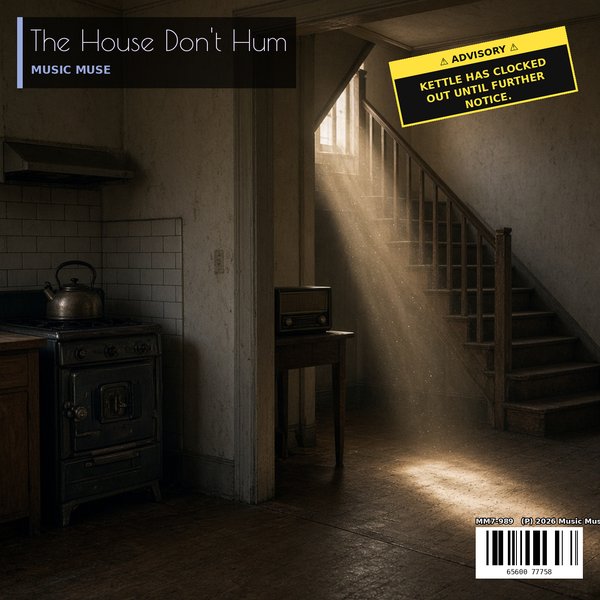 The House Don't Hum
MUSIC MUSE
⚠ ADVISORY ⚠
KETTLE HAS CLOCKED
OUT UNTIL FURTHER
NOTICE.
MM7-989 (P) 2026 Music Mus
65600 77758